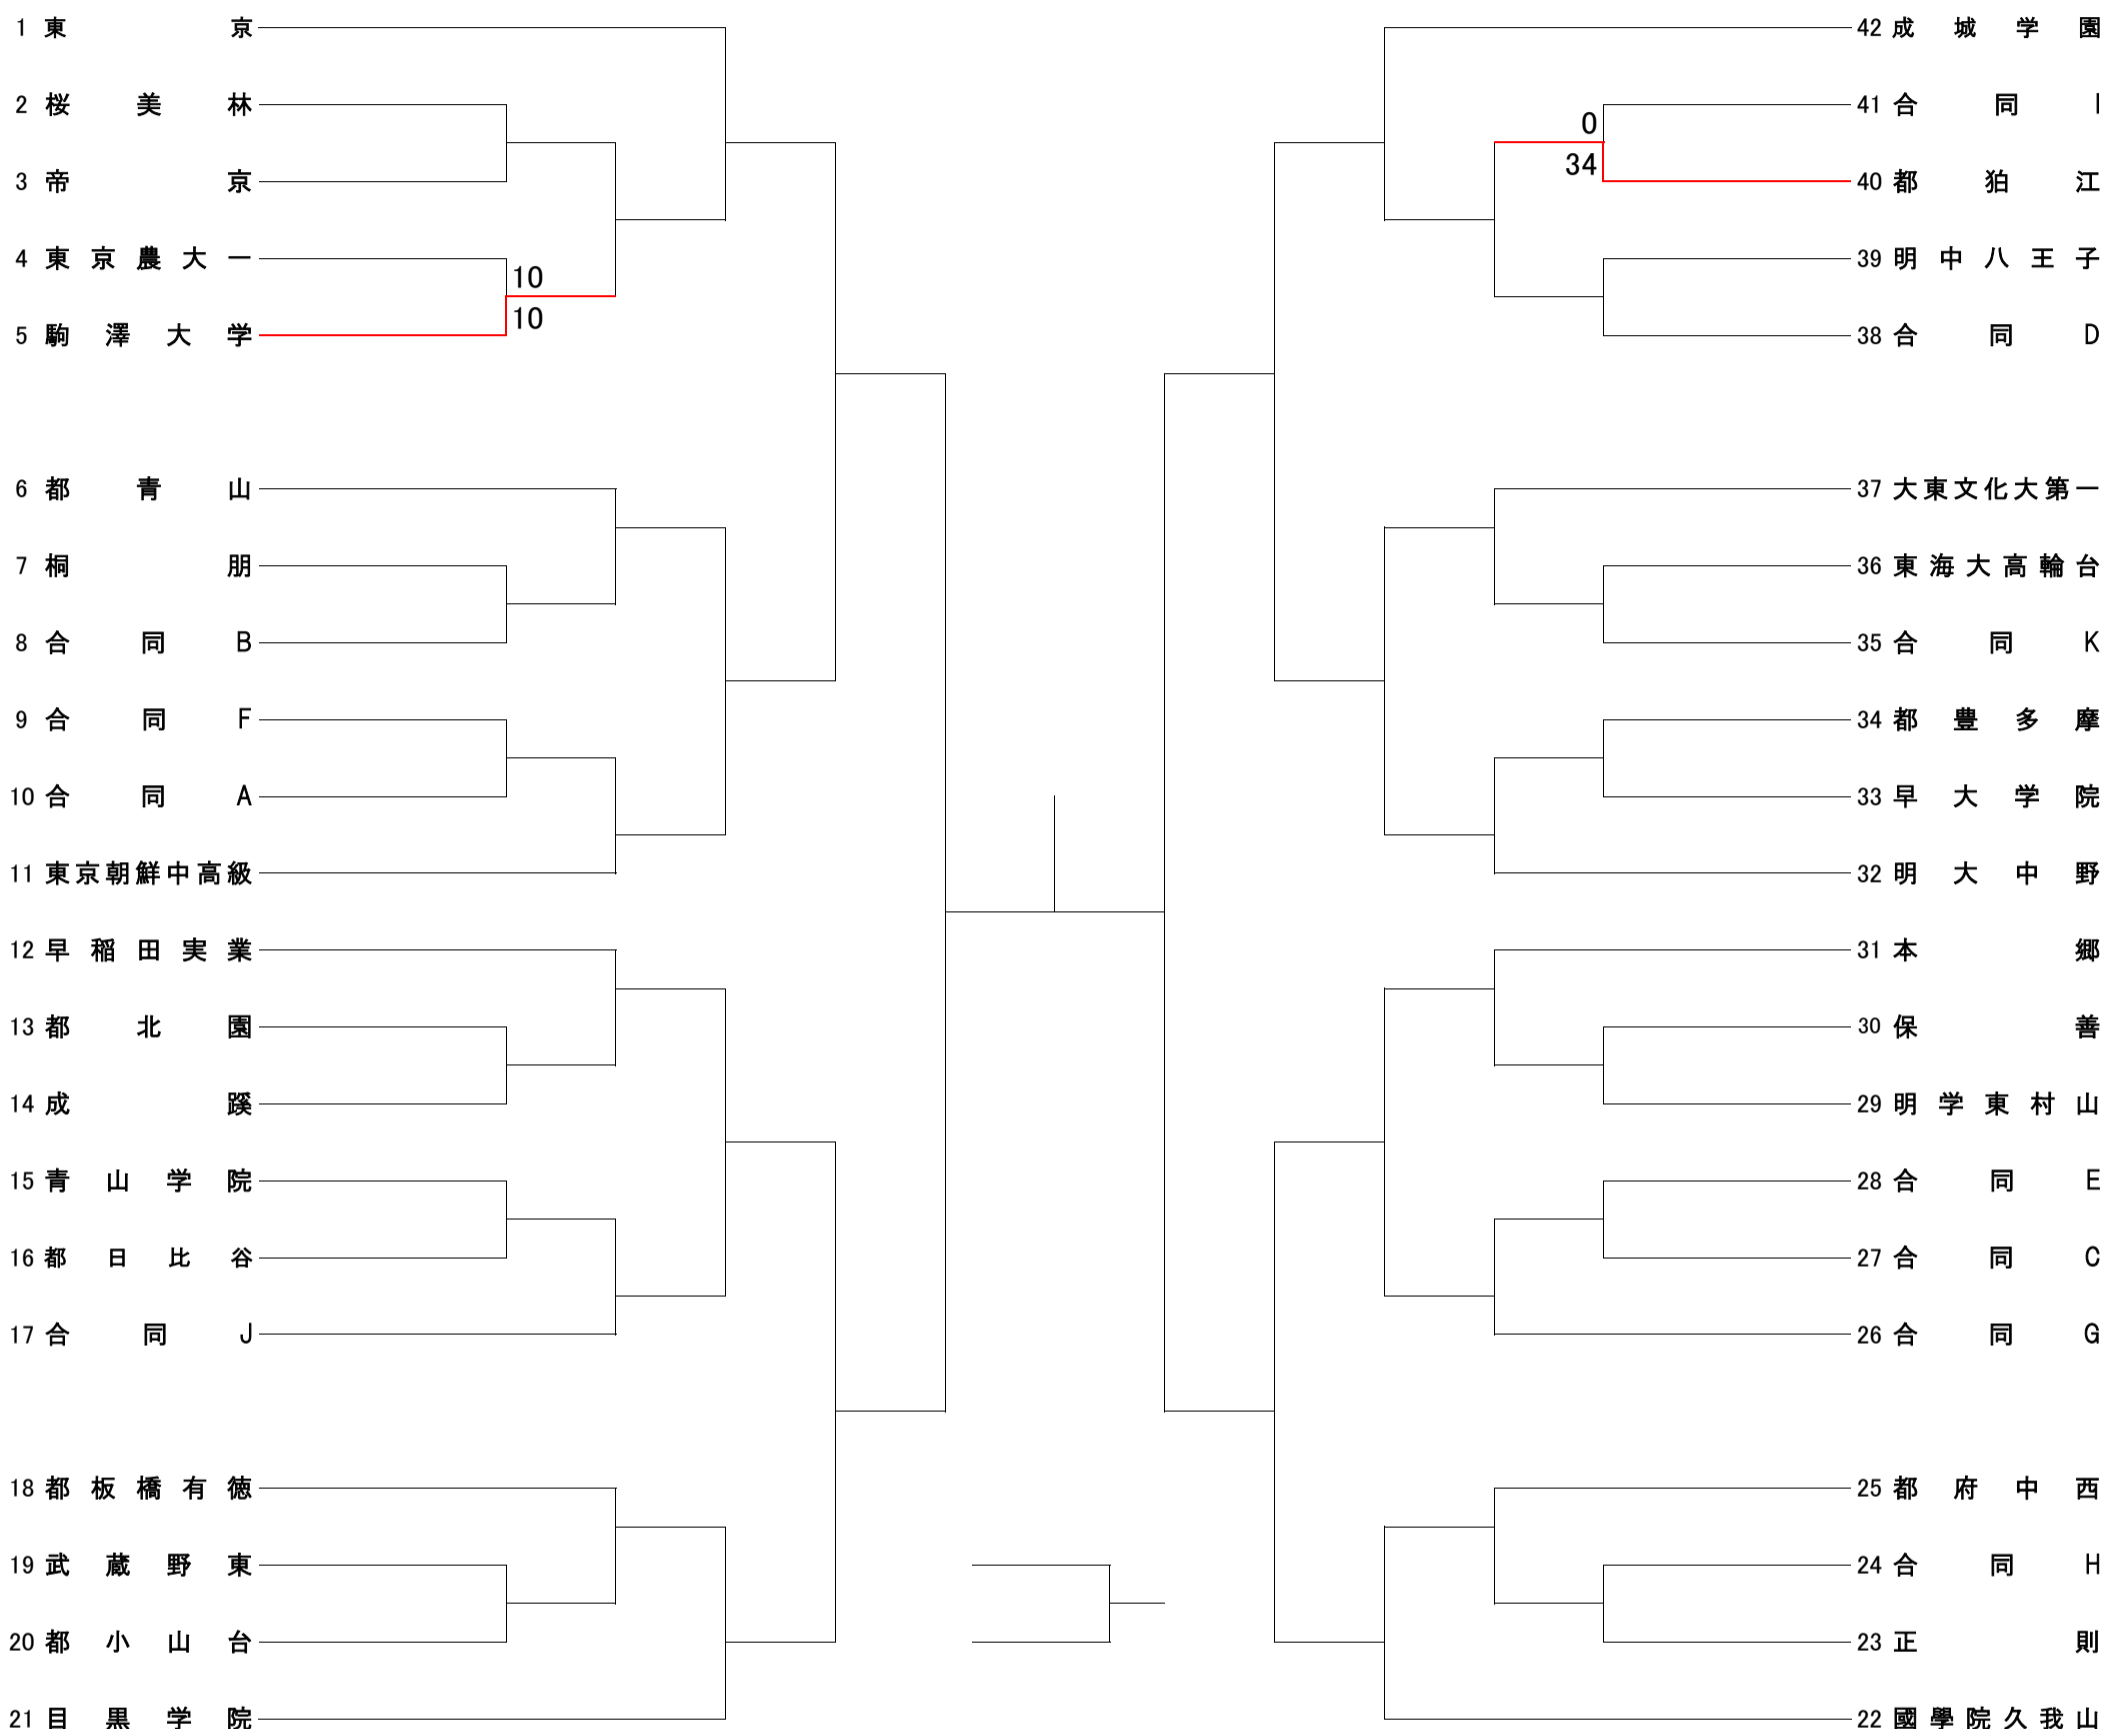 1 東京
2 桜美林
3 帝京
4 東京農大一
10
10
5 駒澤大学
6 都青山
7 桐朋
8 合同B
9 合同F
10 合同A
11 東京朝鮮中高級
12 早稲田実業
13 都北園
14 成蹊
15 青山学院
16 都日比谷
17 合同J
18 都板橋有徳
19 武蔵野東
20 都小山台
21 目黒学院
42 成城学園
41 合同I
0
34
40 都狛江
39 明中八王子
38 合同D
37 大東文化大第一
36 東海大高輪台
35 合同K
34 都豊多摩
33 早大学院
32 明大中野
31 本郷
30 保善
29 明学東村山
28 合同E
27 合同C
26 合同G
25 都府中西
24 合同H
23 正則
22 國學院久我山